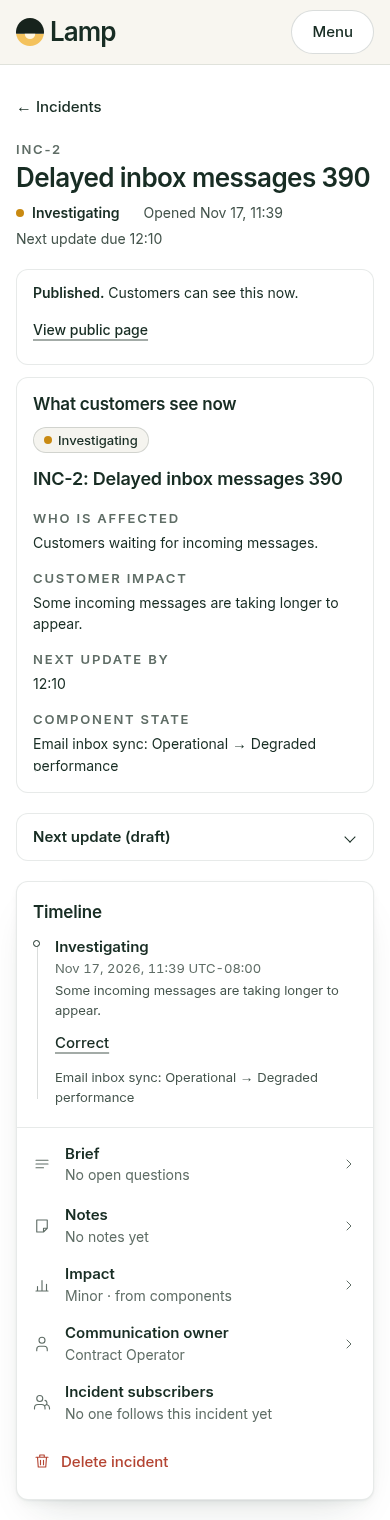 Lamp
Menu
← Incidents
INC-2
Delayed inbox messages 390
Investigating Opened Nov 17, 11:39
Next update due 12:10
Published. Customers can see this now.
View public page
What customers see now
Investigating
INC-2: Delayed inbox messages 390
WHO IS AFFECTED
Customers waiting for incoming messages.
CUSTOMER IMPACT
Some incoming messages are taking longer to
appear.
NEXT UPDATE BY
12:10
COMPONENT STATE
Email inbox sync: Operational → Degraded
performance
Next update (draft)
Timeline
Investigating
Nov 17, 2026, 11:39 UTC-08:00
Some incoming messages are taking longer to
appear.
Correct
Email inbox sync: Operational → Degraded
performance
Brief
No open questions
Notes
No notes yet
Impact
Minor · from components
Communication owner
Contract Operator
Incident subscribers
No one follows this incident yet
Delete incident